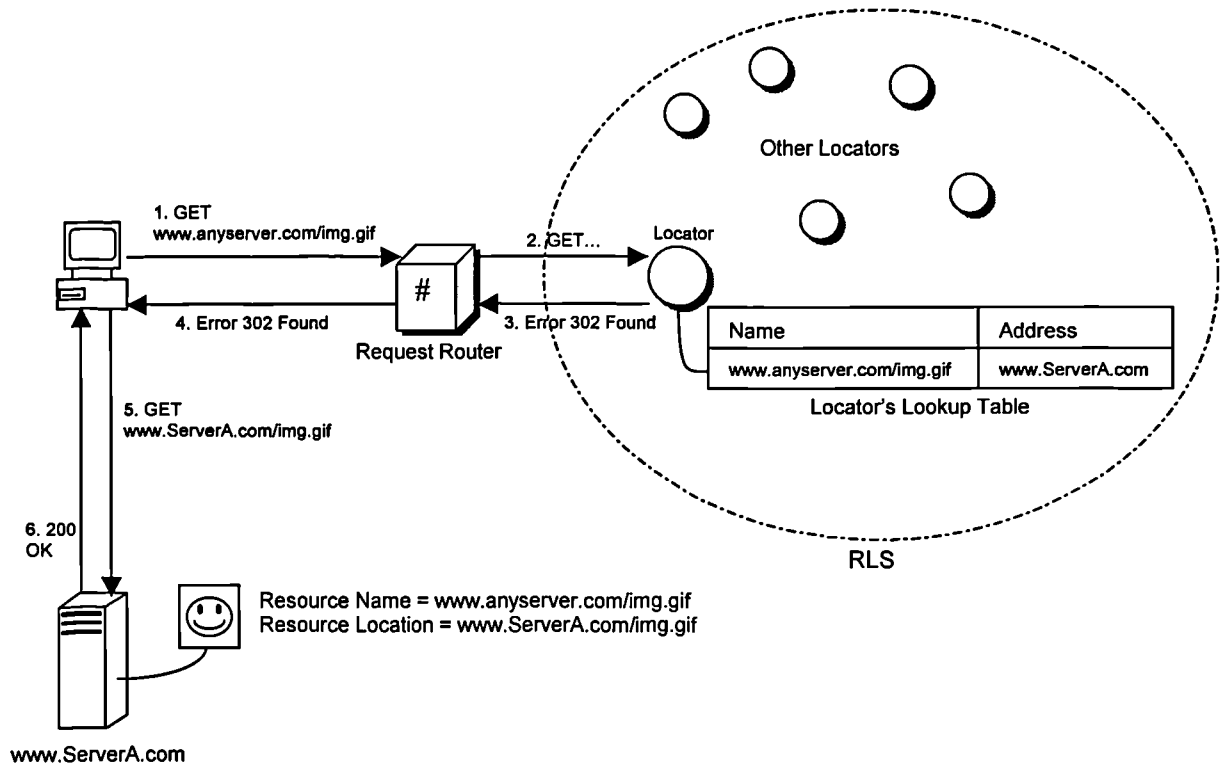 Other Locators
1. GET
www.anyserver.com/img.gif
2. GET...
Locator
#
4. Error 302 Found
3. Error 302 Found
Request Router
Name
Address
www.anyserver.com/img.gif
www.ServerA.com
Locator's Lookup Table
5. GET
www.ServerA.com/img.gif
6. 200
OK
RLS
Resource Name = www.anyserver.com/img.gif
Resource Location = www.ServerA.com/img.gif
www.ServerA.com